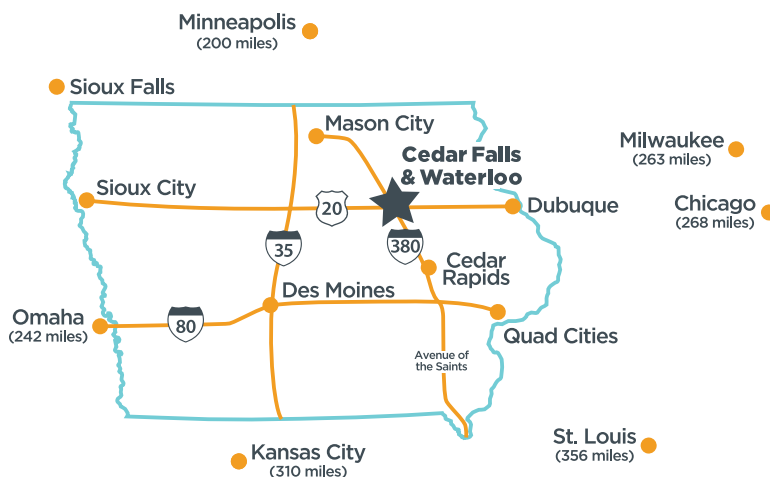 Minneapolis
(200 miles)
Sioux Falls
Mason City
Milwaukee
(263 miles)
Cedar Falls
& Waterloo
Sioux City
20
Dubuque
Chicago
(268 miles)
35
380
Cedar
Rapids
Des Moines
Omaha
(242 miles)
80
Quad Cities
Avenue of
the Saints
St. Louis
(356 miles)
Kansas City
(310 miles)